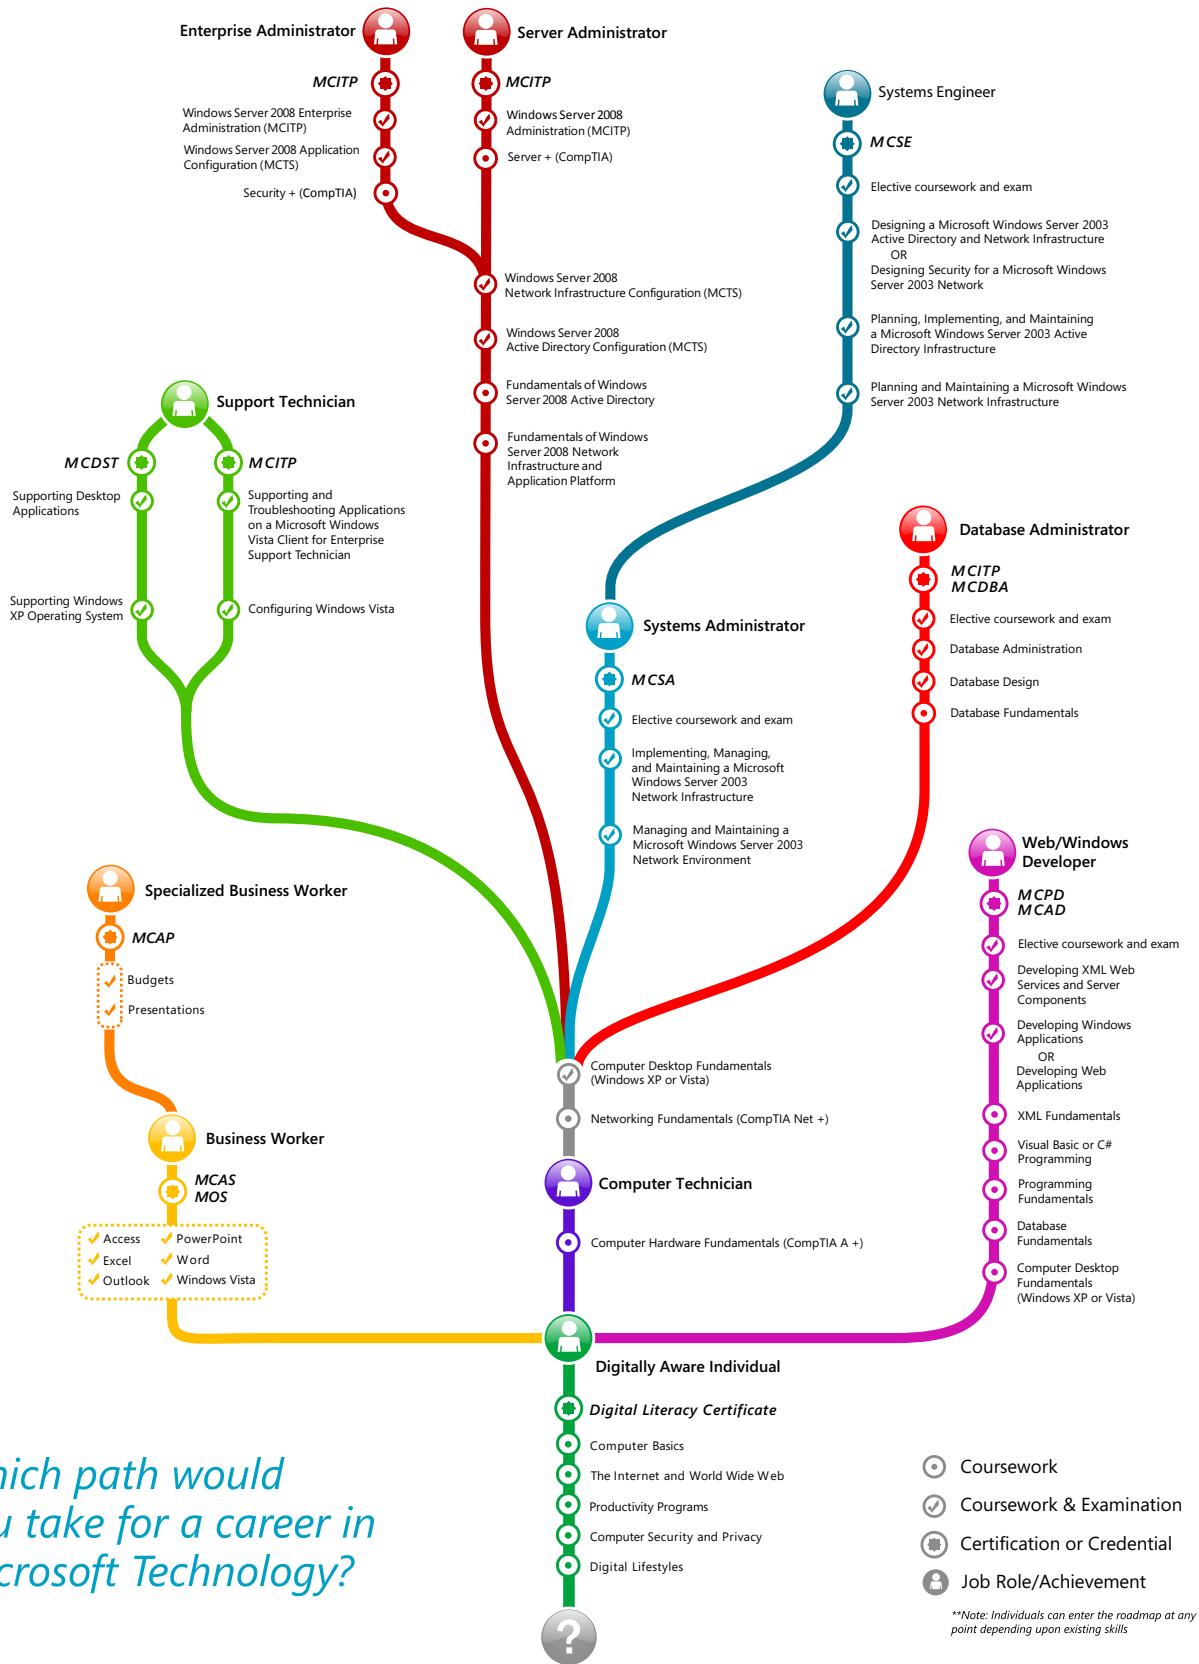 Enterprise Administrator
MCITP
Windows Server 2008 Enterprise
Administration (MCITP)
Windows Server 2008 Application
Configuration (MCTS)
Security + (CompTIA)
Server Administrator
MCITP
Windows Server 2008
Administration (MCITP)
Server + (CompTIA)
Windows Server 2008
Network Infrastructure Configuration (MCTS)
Windows Server 2008
Active Directory Configuration (MCTS)
Fundamentals of Windows
Server 2008 Active Directory
Fundamentals of Windows
Server 2008 Network
Infrastructure and
Application Platform
Systems Engineer
MCSE
Elective coursework and exam
Designing a Microsoft Windows Server 2003
Active Directory and Network Infrastructure
OR
Designing Security for a Microsoft Windows
Server 2003 Network
Planning, Implementing, and Maintaining
a Microsoft Windows Server 2003 Active
Directory Infrastructure
Planning and Maintaining a Microsoft Windows
Server 2003 Network Infrastructure
Support Technician
MCDST
Supporting Desktop
Applications
Supporting Windows
XP Operating System
MCITP
Supporting and
Troubleshooting Applications
on a Microsoft Windows
Vista Client for Enterprise
Support Technician
Configuring Windows Vista
Systems Administrator
MCSA
Elective coursework and exam
Implementing, Managing,
and Maintaining a Microsoft
Windows Server 2003
Network Infrastructure
Managing and Maintaining a
Microsoft Windows Server 2003
Network Environment
Database Administrator
MCITP
MCDBA
Elective coursework and exam
Database Administration
Database Design
Database Fundamentals
Web/Windows
Developer
MCPD
MCAD
Elective coursework and exam
Developing XML Web
Services and Server
Components
Developing Windows
Applications
OR
Developing Web
Applications
XML Fundamentals
Visual Basic or C#
Programming
Programming
Fundamentals
Database
Fundamentals
Computer Desktop
Fundamentals
(Windows XP or Vista)
Specialized Business Worker
MCAP
Budgets
Presentations
Business Worker
MCAS
MOS
Access
Excel
Outlook
PowerPoint
Word
Windows Vista
Computer Desktop Fundamentals
(Windows XP or Vista)
Networking Fundamentals (CompTIA Net +)
Computer Technician
Computer Hardware Fundamentals (CompTIA A +)
Digitally Aware Individual
Digital Literacy Certificate
Computer Basics
The Internet and World Wide Web
Productivity Programs
Computer Security and Privacy
Digital Lifestyles
?
hich path would
u take for a career in
crosoft Technology?
Coursework
Coursework & Examination
Certification or Credential
Job Role/Achievement
**Note: Individuals can enter the roadmap at any
point depending upon existing skills